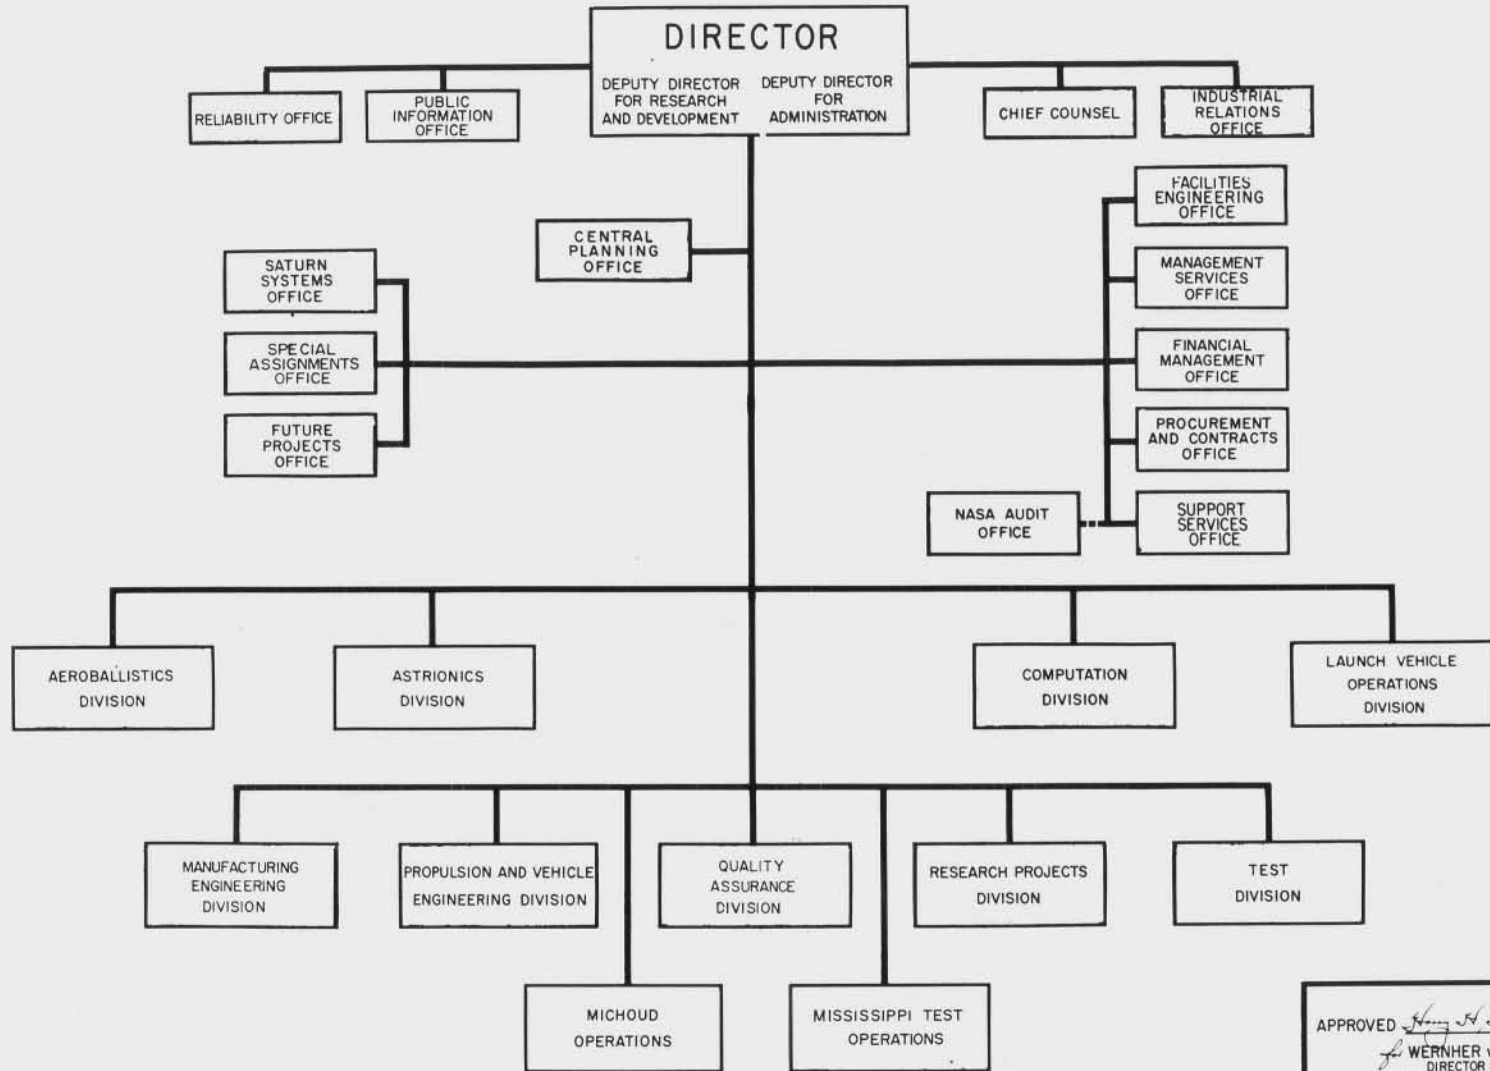 DIRECTOR
DEPUTY DIRECTOR
FOR RESEARCH
AND DEVELOPMENT
DEPUTY DIRECTOR
FOR
ADMINISTRATION
RELIABILITY OFFICE
PUBLIC
INFORMATION
OFFICE
CHIEF COUNSEL
INDUSTRIAL
RELATIONS
OFFICE
CENTRAL
PLANNING
OFFICE
SATURN
SYSTEMS
OFFICE
SPECIAL
ASSIGNMENTS
OFFICE
FUTURE
PROJECTS
OFFICE
FACILITIES
ENGINEERING
OFFICE
MANAGEMENT
SERVICES
OFFICE
FINANCIAL
MANAGEMENT
OFFICE
PROCUREMENT
AND CONTRACTS
OFFICE
NASA AUDIT
OFFICE
SUPPORT
SERVICES
OFFICE
AEROBALLISTICS
DIVISION
ASTRIONICS
DIVISION
COMPUTATION
DIVISION
LAUNCH VEHICLE
OPERATIONS
DIVISION
MANUFACTURING
ENGINEERING
DIVISION
PROPULSION AND VEHICLE
ENGINEERING DIVISION
QUALITY
ASSURANCE
DIVISION
RESEARCH PROJECTS
DIVISION
TEST
DIVISION
MICHOUD
OPERATIONS
MISSISSIPPI TEST
OPERATIONS
APPROVED
for WERNHER
DIRECTOR